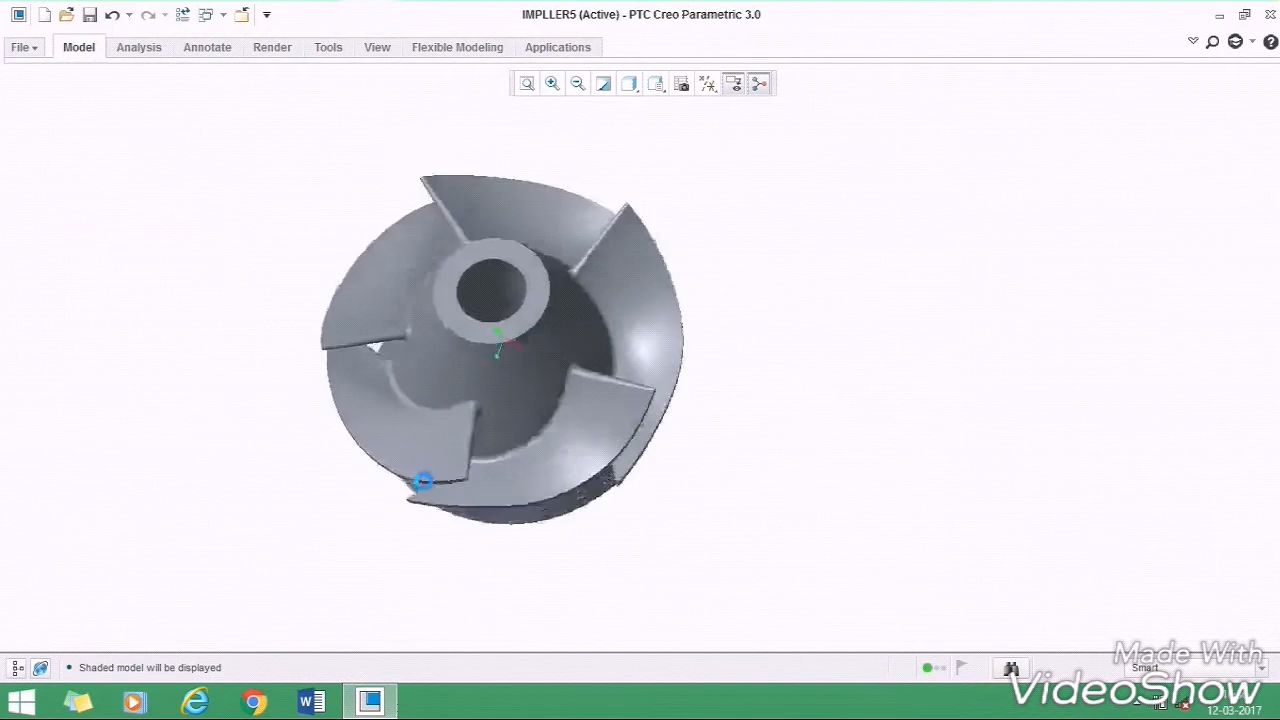 IMPLLER5 (Active) - PTC Creo Parametric 3.0
File Model Analysis Annotate Render Tools View Flexible Modeling Applications
Shaded model will be displayed
Smart
Made With
VideoShow
12-03-2017